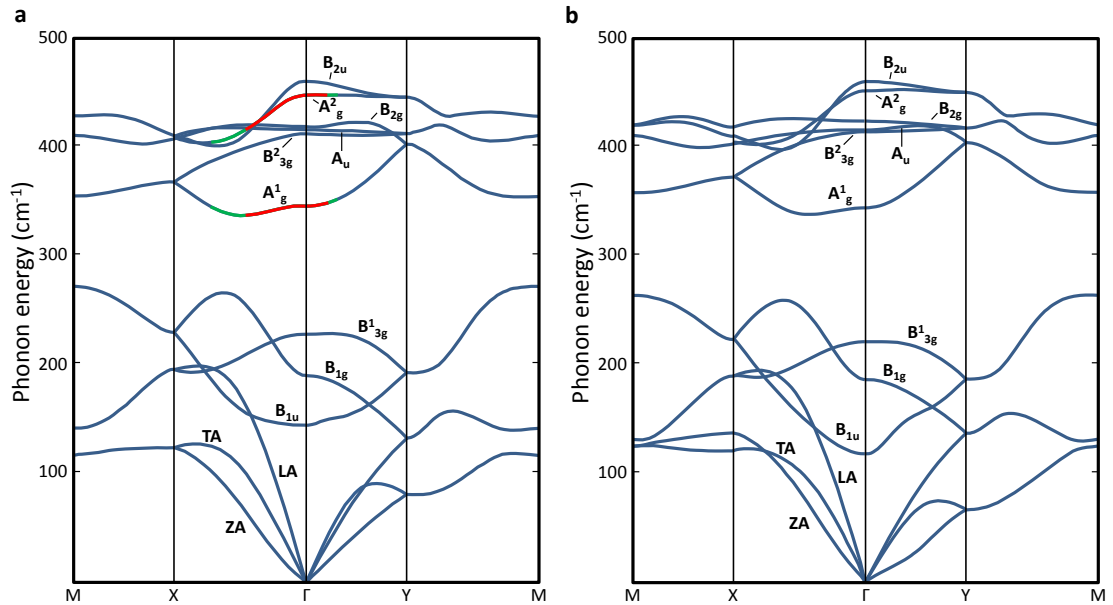 a
500
400
300
200
100
Phonon energy (cm⁻¹)
B₂ᵤ
A²g
B₂g
B²₃g
Aᵤ
A¹g
B¹₃g
B₁g
B₁ᵤ
TA
LA
ZA
M X Γ Y M
b
500
400
300
200
100
Phonon energy (cm⁻¹)
B₂ᵤ
A²g
B₂g
B²₃g
Aᵤ
A¹g
B¹₃g
B₁g
B₁ᵤ
TA
LA
ZA
M X Γ Y M